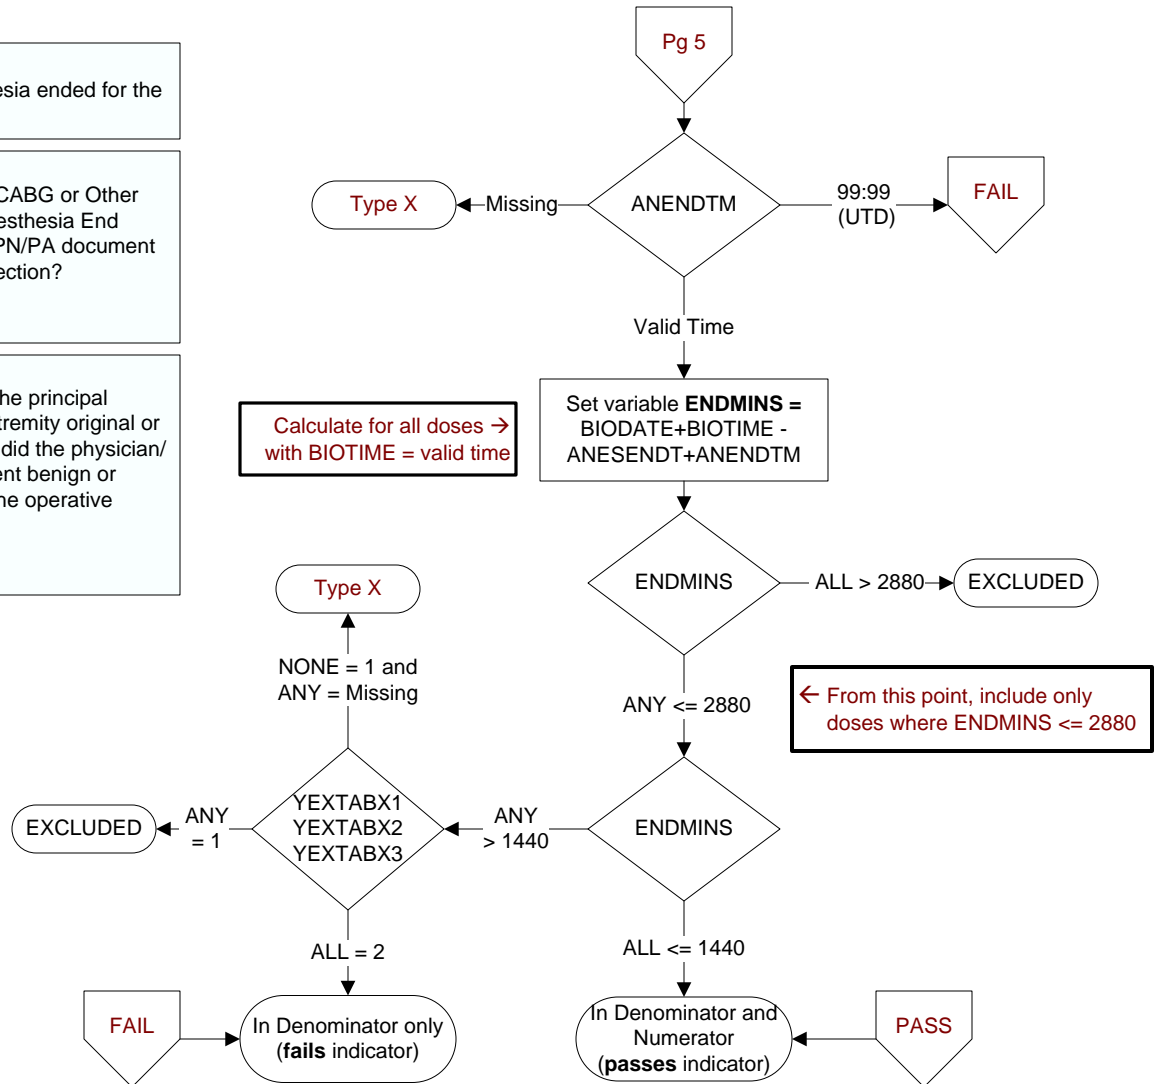 Pg 5
esia ended for the
CABG or Other
esthesia End
PN/PA document
ection?
he principal
tremity original or
did the physician/
ent benign or
he operative
Type X
Missing
ANENDTM
99:99
(UTD)
FAIL
Valid Time
Calculate for all doses →
with BIOTIME = valid time
Set variable ENDMINS =
BIODATE+BIOTIME -
ANESENDT+ANENDTM
ENDMINS
ALL > 2880
EXCLUDED
Type X
NONE = 1 and
ANY = Missing
ANY <= 2880
← From this point, include only
doses where ENDMINS <= 2880
EXCLUDED
ANY
= 1
YEXTABX1
YEXTABX2
YEXTABX3
ANY
> 1440
ENDMINS
ALL = 2
ALL <= 1440
FAIL
In Denominator only
(fails indicator)
In Denominator and
Numerator
(passes indicator)
PASS